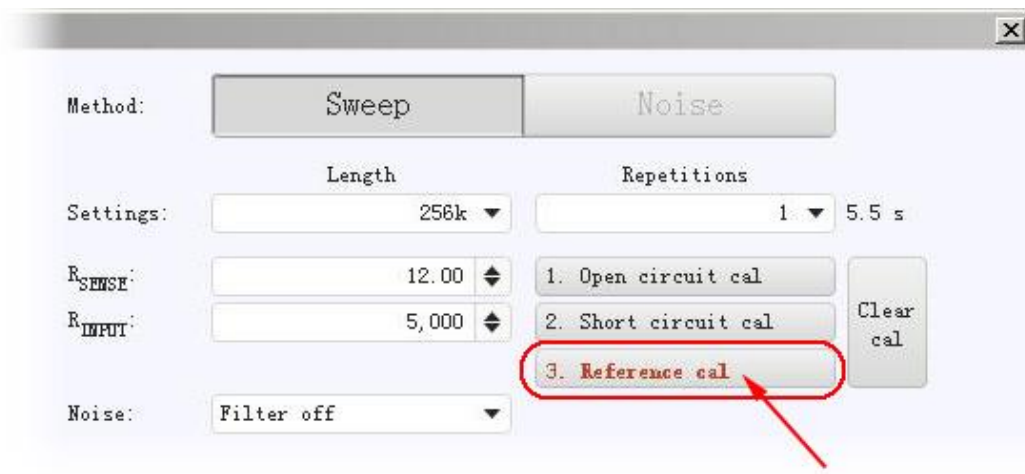 Method: Sweep Noise
Length Repetitions
Settings: 256k 1 5.5 s
RSENSE: 12.00 1. Open circuit cal
RINPUT: 5,000 2. Short circuit cal
Clear
cal
3. Reference cal
Noise: Filter off